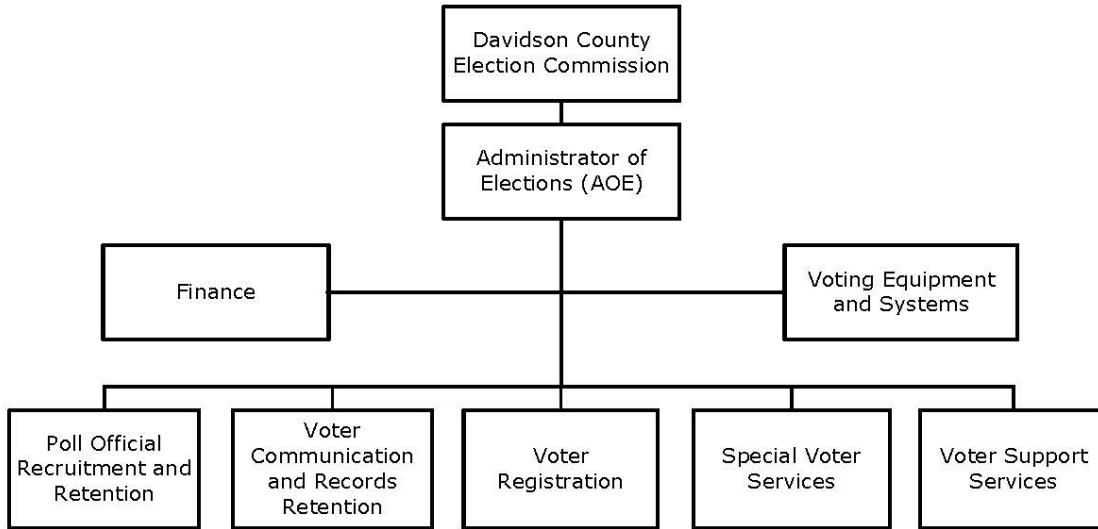 Davidson County
Election Commission
Administrator of
Elections (AOE)
Finance
Voting Equipment
and Systems
Poll Official
Recruitment and
Retention
Voter
Communication
and Records
Retention
Voter
Registration
Special Voter
Services
Voter Support
Services